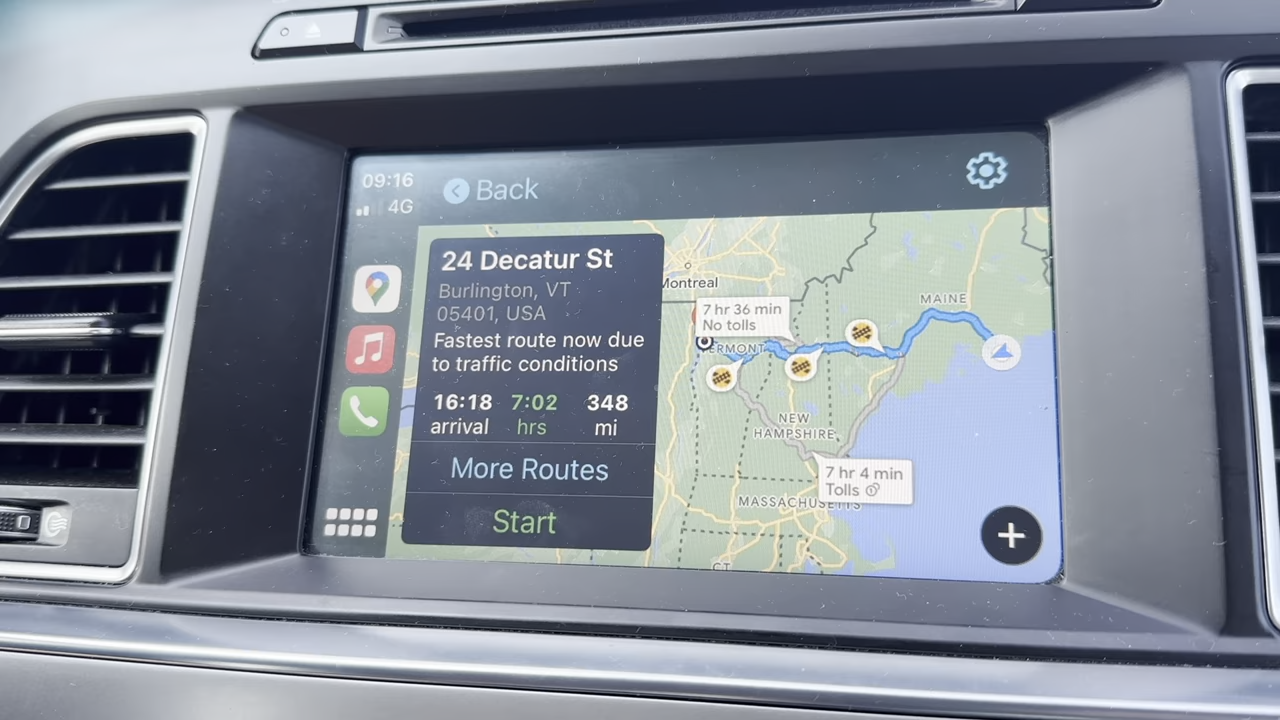 09:16
4G
Back
24 Decatur St
Burlington, VT
05401, USA
Fastest route now due
to traffic conditions
16:18 7:02 348
arrival hrs mi
More Routes
Start
Montreal
MAINE
7 hr 36 min
No tolls
ERMONT
NEW
HAMPSHIRE
7 hr 4 min
Tolls
MASSACHUSETTS
CT